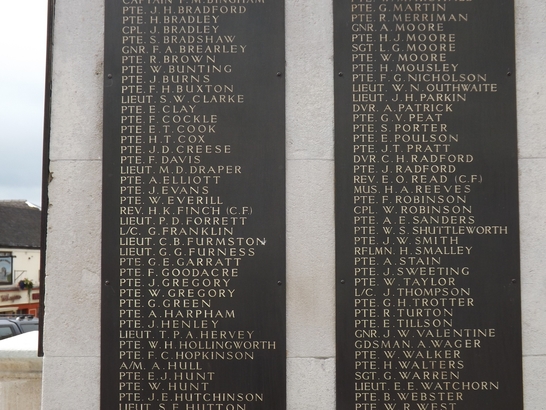 CAPTAIN F. M. BINGHAM
PTE. J. H. BRADFORD
PTE. H. BRADLEY
CPL. J. BRADLEY
PTE. S. BRADSHAW
GNR. F. A. BREARLEY
PTE. R. BROWN
PTE. W. BUNTING
PTE. J. BURNS
PTE. F. H. BUXTON
LIEUT. S. W. CLARKE
PTE. E. CLAY
PTE. F. COCKLE
PTE. E. T. COOK
PTE. H. T. COX
PTE. J. D. CREESE
PTE. F. DAVIS
LIEUT. M. D. DRAPER
PTE. A. ELLIOTT
PTE. J. EVANS
PTE. W. EVERILL
REV. H. K. FINCH (C.F.)
LIEUT. P. D. FORRETT
L/C. G. FRANKLIN
LIEUT. C. B. FURMSTON
LIEUT. G. G. FURNESS
PTE. G. E. GARRATT
PTE. F. GOODACRE
PTE. J. GREGORY
PTE. W. GREGORY
PTE. G. GREEN
PTE. A. HARPHAM
PTE. J. HENLEY
LIEUT. T. P. A. HERVEY
PTE. W. H. HOLLINGWORTH
PTE. F. C. HOPKINSON
A/M. A. HULL
PTE. E. J. HUNT
PTE. W. HUNT
PTE. J. E. HUTCHINSON
LIEUT. S. F. HUTTON
PTE. G. MARTIN
PTE. R. MERRIMAN
GNR. A. MOORE
PTE. H. J. MOORE
SGT. L. G. MOORE
PTE. W. MOORE
PTE. H. MOUSLEY
PTE. F. G. NICHOLSON
LIEUT. W. N. OUTHWAITE
LIEUT. J. H. PARKIN
DVR. A. PATRICK
PTE. G. V. PEAT
PTE. S. PORTER
PTE. E. POULSON
PTE. J. T. PRATT
DVR. C. H. RADFORD
PTE. J. RADFORD
REV. E. O. READ (C.F.)
MUS. H. A. REEVES
PTE. F. ROBINSON
CPL. W. ROBINSON
PTE. A. E. SANDERS
PTE. W. S. SHUTTLEWORTH
PTE. J. W. SMITH
RFLMN. H. SMALLEY
PTE. A. STAIN
PTE. J. SWEETING
PTE. W. TAYLOR
L/C. J. THOMPSON
PTE. G. H. TROTTER
PTE. R. TURTON
PTE. E. TILLSON
GNR. J. W. VALENTINE
GDSMAN. A. WAGER
PTE. W. WALKER
PTE. H. WALTERS
SGT. G. WARREN
LIEUT. E. E. WATCHORN
PTE. B. WEBSTER
PTE. W. R. WEST